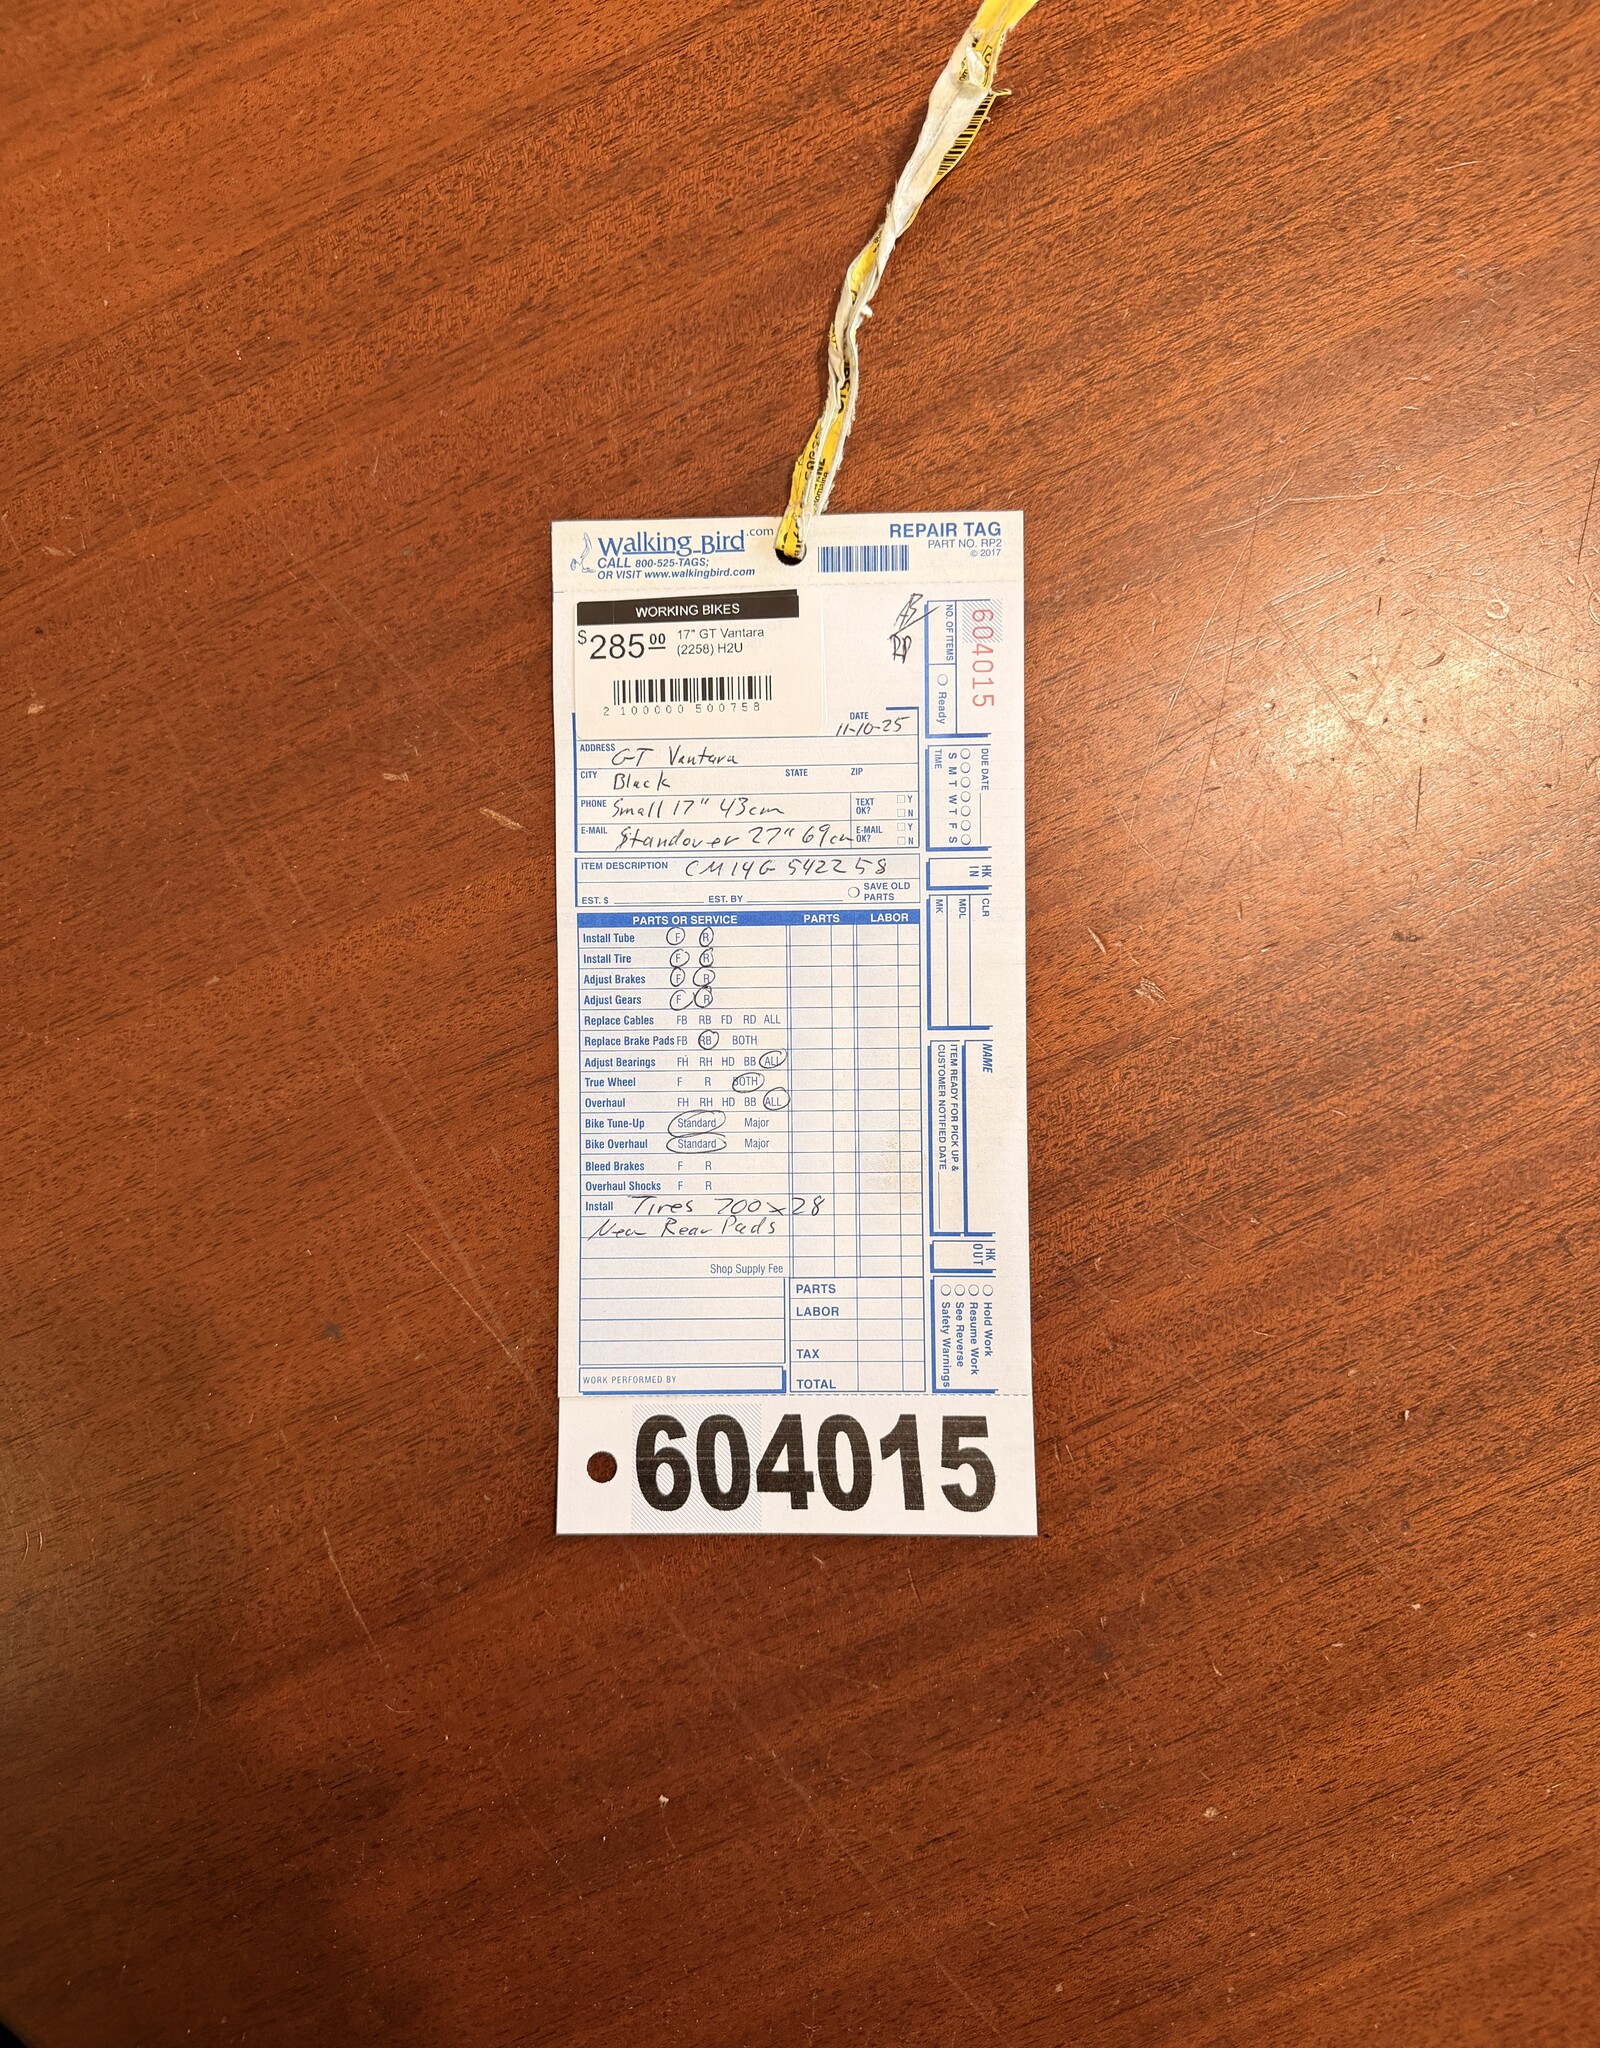 Walking_Bird.com
CALL 800-525-TAGS;
OR VISIT www.walkingbird.com
REPAIR TAG
PART NO. RP2
© 2017
WORKING BIKES
$285.00
17" GT Vantara
(2258) H2U
2 100000 500758
AB
RP
DATE
11-10-25
ADDRESS GT Vantara
CITY Black STATE ZIP
PHONE Small 17" 43cm TEXT OK? Y N
E-MAIL Standover 27" 69cm E-MAIL OK? Y N
ITEM DESCRIPTION CM14G 542258
EST. $ EST. BY SAVE OLD PARTS
PARTS OR SERVICE PARTS LABOR
Install Tube F R
Install Tire F R
Adjust Brakes F R
Adjust Gears F R
Replace Cables FB RB FD RD ALL
Replace Brake Pads FB RB BOTH
Adjust Bearings FH RH HD BB ALL
True Wheel F R BOTH
Overhaul FH RH HD BB ALL
Bike Tune-Up Standard Major
Bike Overhaul Standard Major
Bleed Brakes F R
Overhaul Shocks F R
Install Tires 700x28
New Rear Pads
Shop Supply Fee
PARTS
LABOR
TAX
TOTAL
WORK PERFORMED BY
604015
NO. OF ITEMS
Ready
DUE DATE
S M T W T F S
TIME
HK IN
CLR
MDL
MK
NAME
ITEM READY FOR PICK UP &
CUSTOMER NOTIFIED DATE
HK OUT
Hold Work
Resume Work
See Reverse
Safety Warnings
604015